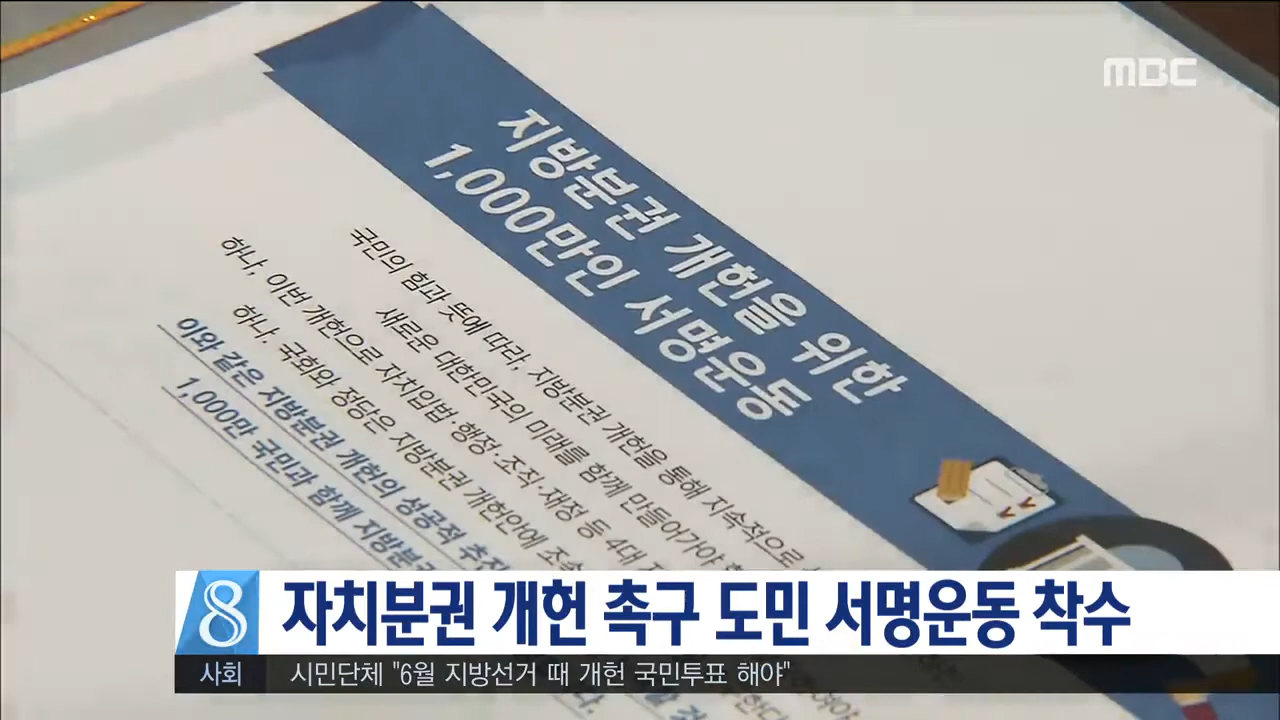 MBC
지방분권 개헌을 위한
1,000만인 서명운동
국민의 힘과 뜻에 따라, 지방분권 개헌을 통해 지속적으로
새로운 대한민국의 미래를 함께 만들어가야
하나, 이번 개헌으로 자치입법·행정·조직·재정 등 4대
하나, 국회와 정당은 지방분권 개헌안에
이와 같은 지방분권 개헌의 성공적
1,000만 국민과 함께
8 자치분권 개헌 촉구 도민 서명운동 착수
사회 시민단체 "6월 지방선거 때 개헌 국민투표 해야"